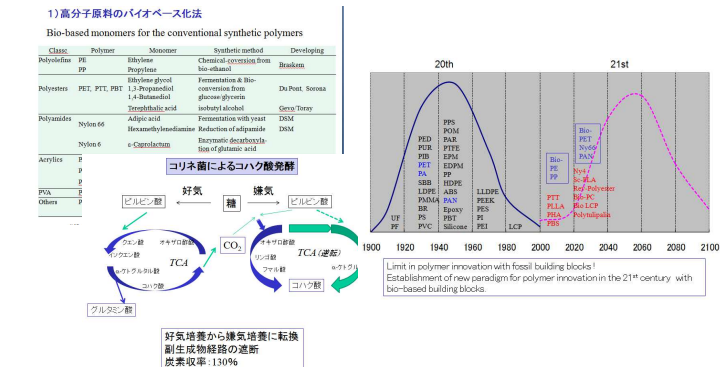 1）高分子原料のバイオベース化法
Bio-based monomers for the conventional synthetic polymers
Classc Polymer Monomer Synthetic method Developing
Polyolefins PE Ethylene Chemical-coversion from Braskem
PP Propylene bio-ethanol
Polyesters PET, PTT, PBT Ethylene glycol Fermentation & Bio- Du Pont, Sorona
1,3-Propanediol conversion from
1,4-Butanediol glucose/glycerin
Terephthalic acid isobutyl alcohol Gevo/Toray
Polyamides Nylon 66 Adipic acid Fermentation with yeast DSM
Hexamethylenediamine Reduction of adipamide DSM
Nylon 6 ε-Caprolactum Enzymatic decarboxyla-
tion of glutamic acid
Acrylics P
P
P
PVA P
Others P
コリネ菌によるコハク酸発酵
好気 糖 嫌気
ピルビン酸 ピルビン酸
CO2
クエン酸 オキザロ酢酸
インクエン酸
TCA
α-ケトグルタル酸
コハク酸
グルタミン酸
オキザロ酢酸
リンゴ酸 TCA（逆転）
フマル酸
α-ケトグル
コハク酸
好気培養から嫌気培養に転換
副生成物経路の遮断
炭素収率：130%
20th 21st
UF
PF
PED
PUR
PIB
PET
PA
SBB
LDPE
PMMA
BR
PS
PVC
PPS
POM
PAR
PTFE
EPM
EDPM
PP
HDPE
ABS
PAN
Epoxy
PBT
Silicone
LLDPE
PEEK
PES
PI
PEI
LCP
Bio-
PE
PP
PTT
PLLA
PHA
PBS
Bio-
PET
Ny66
PAN
Ny4
Sc-PLA
Bio-PC
Bio LCP
Polytulipalin
1900 1920 1940 1960 1980 2000 2020 2040 2060 2080 2100
Limit in polymer innovation with fossil building blocks !
Establishment of new paradigm for polymer innovation in the 21st century with
bio-based building blocks.